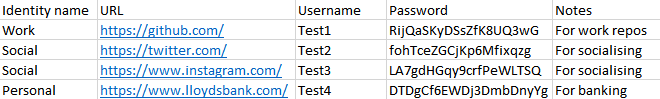 Identity name URL Username Password Notes
Work https://github.com/ Test1 RijQaSKyDSsZfK8UQ3wG For work repos
Social https://twitter.com/ Test2 fohTceZGCjKp6Mfixqzg For socialising
Social https://www.instagram.com/ Test3 LA7gdHGqy9crfPeWLTSQ For socialising
Personal https://www.lloydsbank.com/ Test4 DTDgCf6EWDj3DmbDnyYg For banking